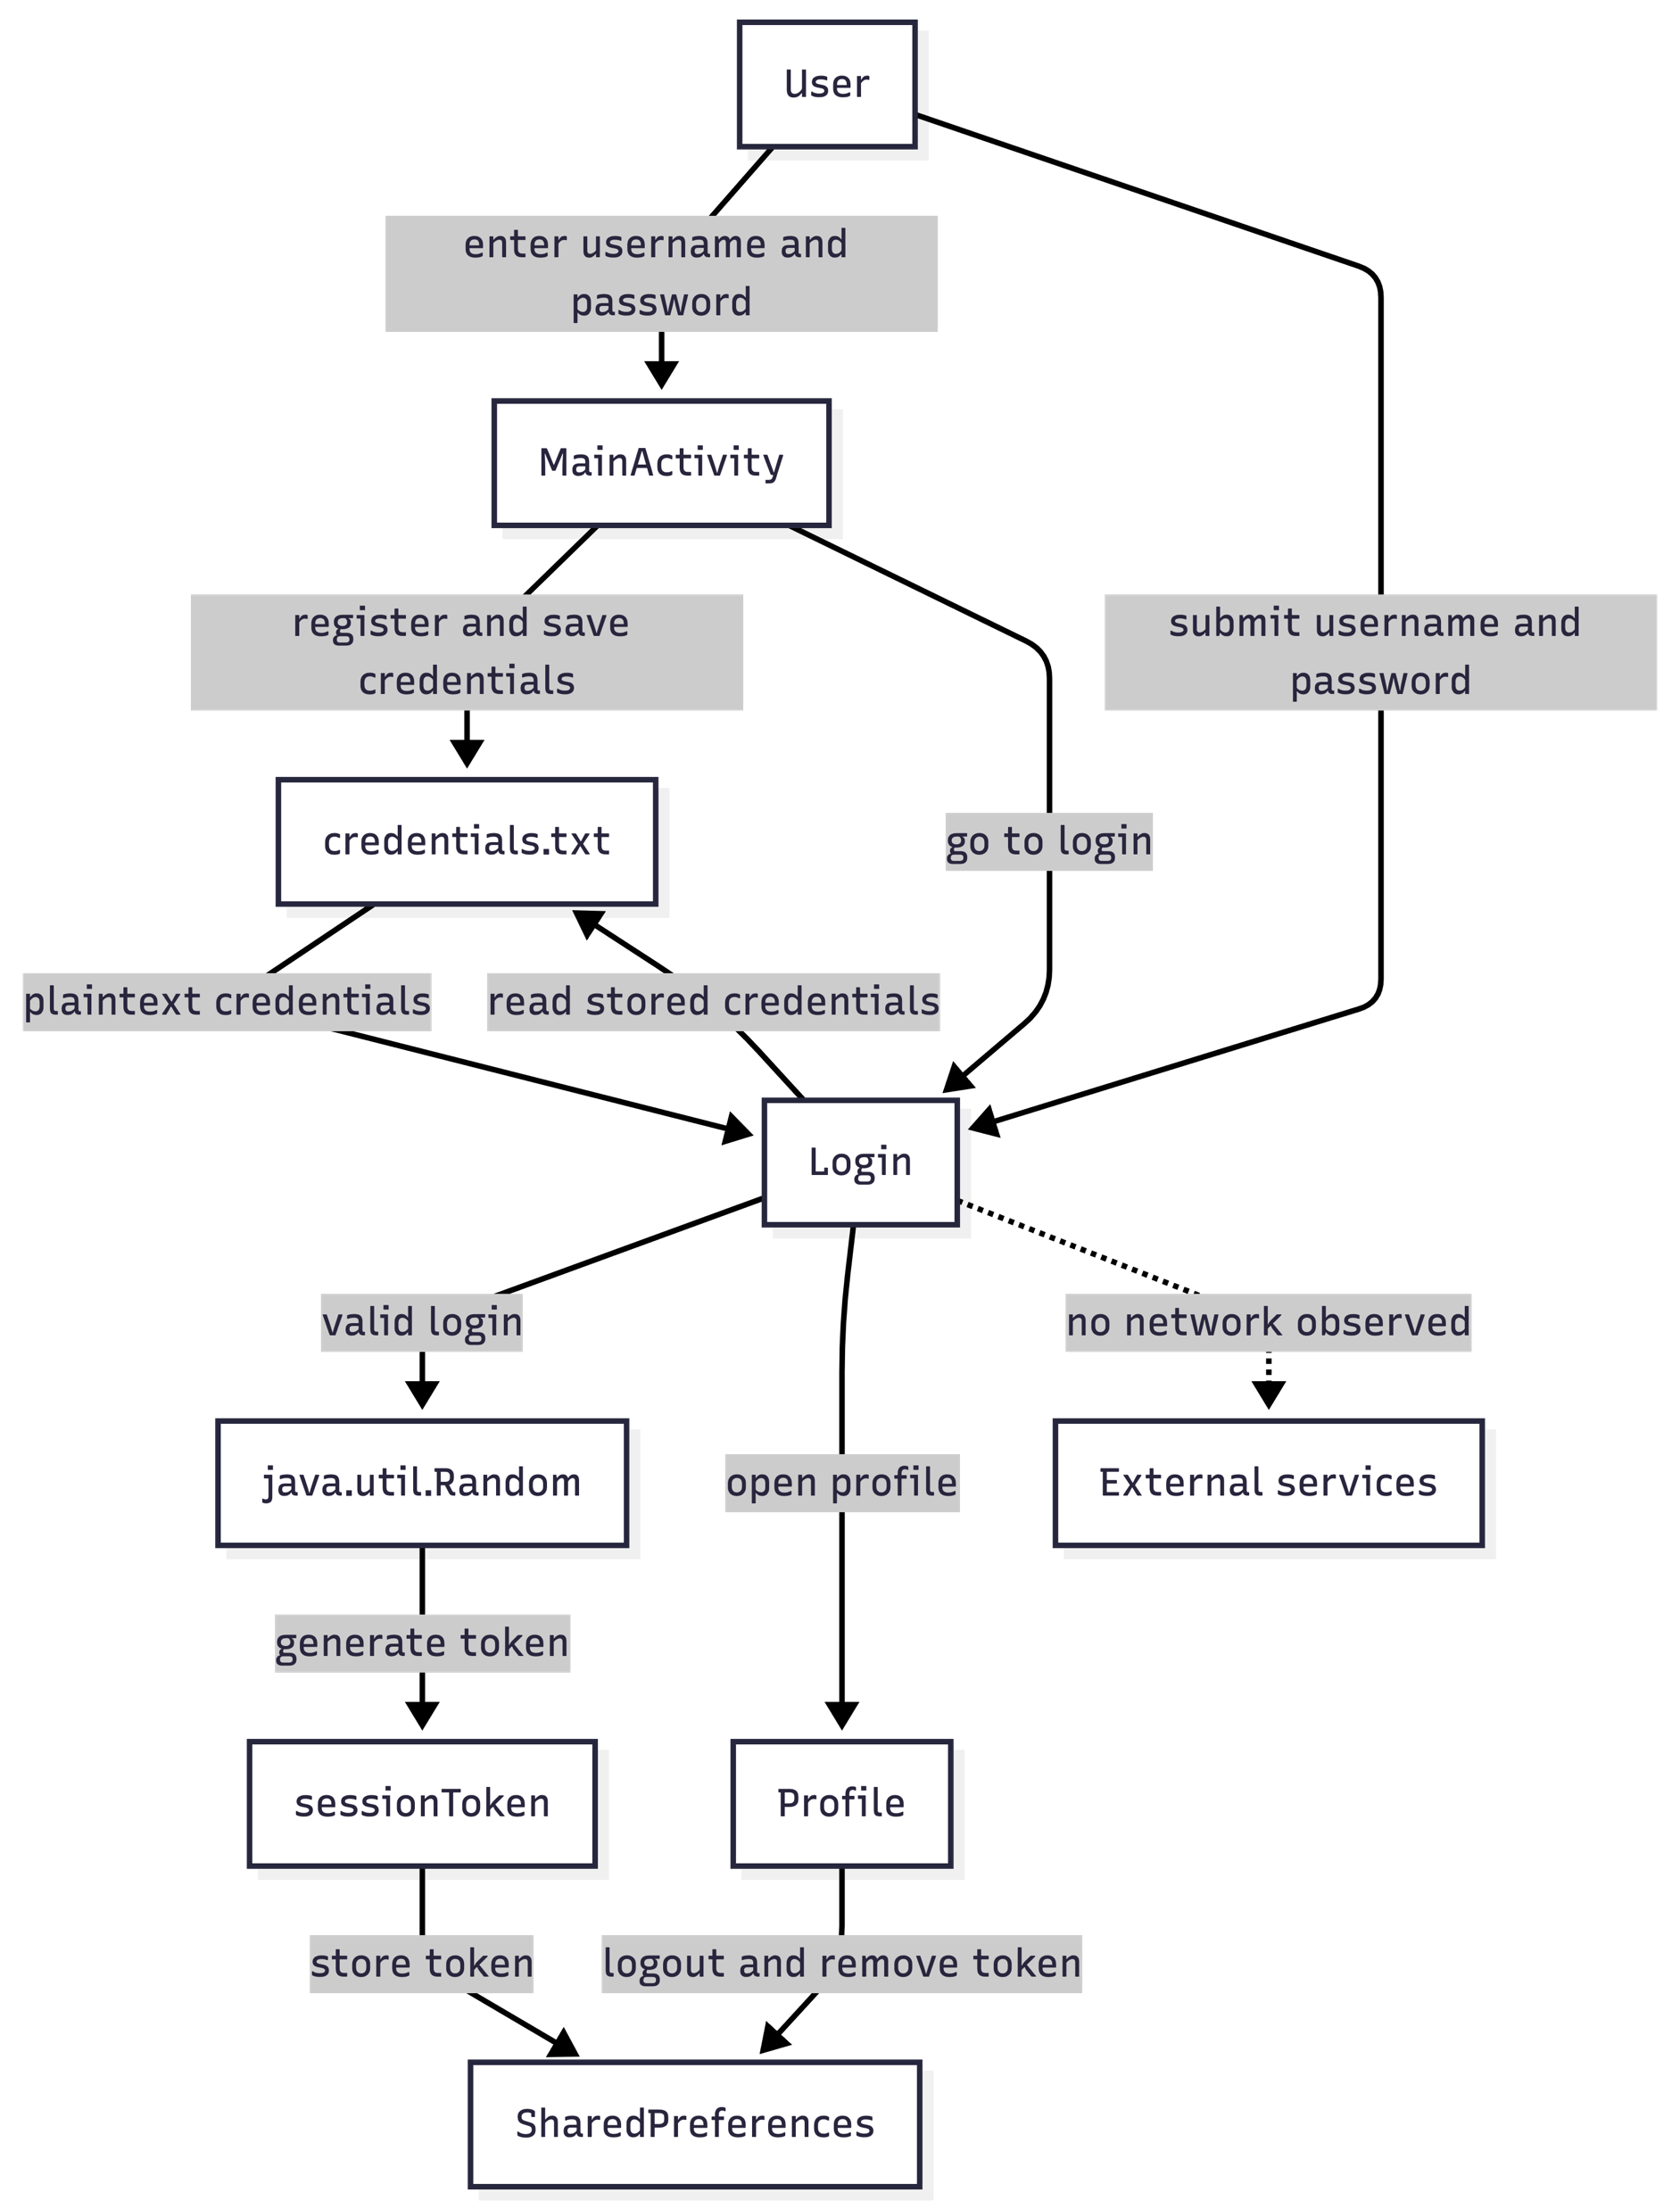 User
enter username and
password
MainActivity
register and save
credentials
submit username and
password
credentials.txt
go to login
plaintext credentials
read stored credentials
Login
valid login
no network observed
java.util.Random
open profile
External services
generate token
sessionToken
Profile
store token
logout and remove token
SharedPreferences